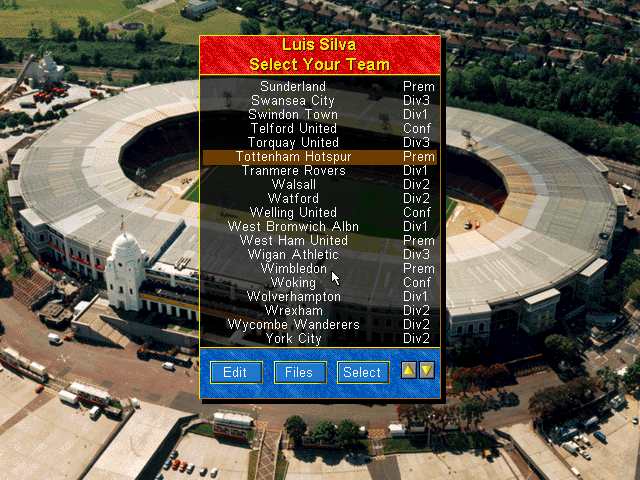 Luis Silva
Select Your Team
Sunderland Prem
Swansea City Div3
Swindon Town Div1
Telford United Conf
Torquay United Div3
Tottenham Hotspur Prem
Tranmere Rovers Div1
Walsall Div2
Watford Div2
Welling United Conf
West Bromwich Albn Div1
West Ham United Prem
Wigan Athletic Div3
Wimbledon Prem
Woking Conf
Wolverhampton Div1
Wrexham Div2
Wycombe Wanderers Div2
York City Div2
Edit Files Select